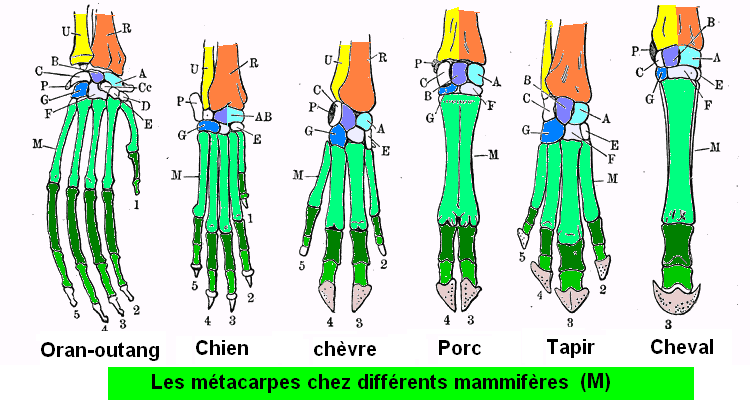 U R
B
C A
P Cc
G D
F E
M
1
5 4 3 2
U R
P
AB
G E
M
1
5 2
4 3
U R
C
P
A
G E
M
5 2
4 3
P
C A
B E
G F
M
4 3
B
C A
G E
F
M
5 4 2
3
B
P A
C E
G F
M
3
Oran-outang Chien chèvre Porc Tapir Cheval
Les métacarpes chez différents mammifères (M)